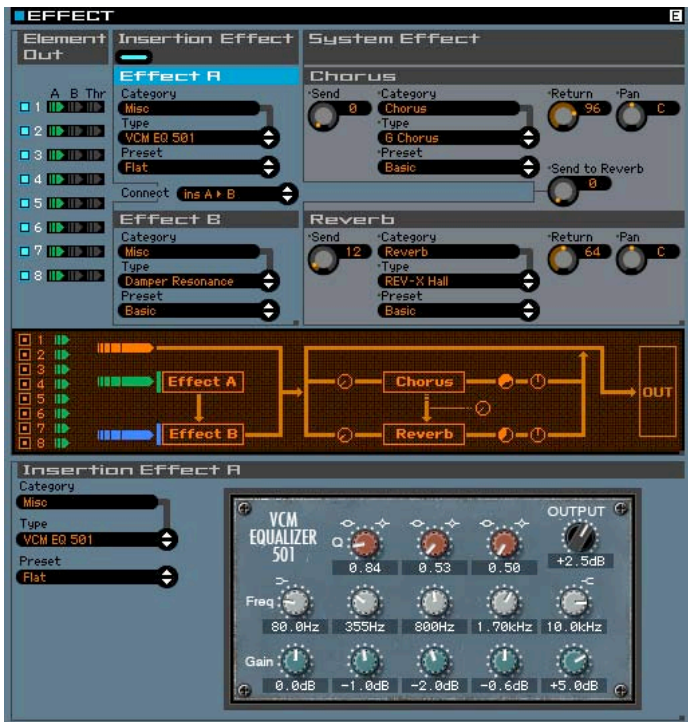 EFFECT E
Element Out
Insertion Effect
System Effect
A B Thr
1
2
3
4
5
6
7
8
Effect A
Category
Misc
Type
VCM EQ 501
Preset
Flat
Connect ins A▸B
Effect B
Category
Misc
Type
Damper Resonance
Preset
Basic
Chorus
Send 0
Category
Chorus
Type
G Chorus
Preset
Basic
Return 96
Pan C
Send to Reverb
0
Reverb
Send 12
Category
Reverb
Type
REV-X Hall
Preset
Basic
Return 64
Pan C
1
2
3
4
5
6
7
8
Effect A
Effect B
Chorus
Reverb
OUT
Insertion Effect A
Category
Misc
Type
VCM EQ 501
Preset
Flat
VCM
EQUALIZER
501
OUTPUT
Q
0.84 0.53 0.50 +2.5dB
Freq
80.0Hz 355Hz 800Hz 1.70kHz 10.0kHz
Gain
0.0dB -1.0dB -2.0dB -0.6dB +5.0dB